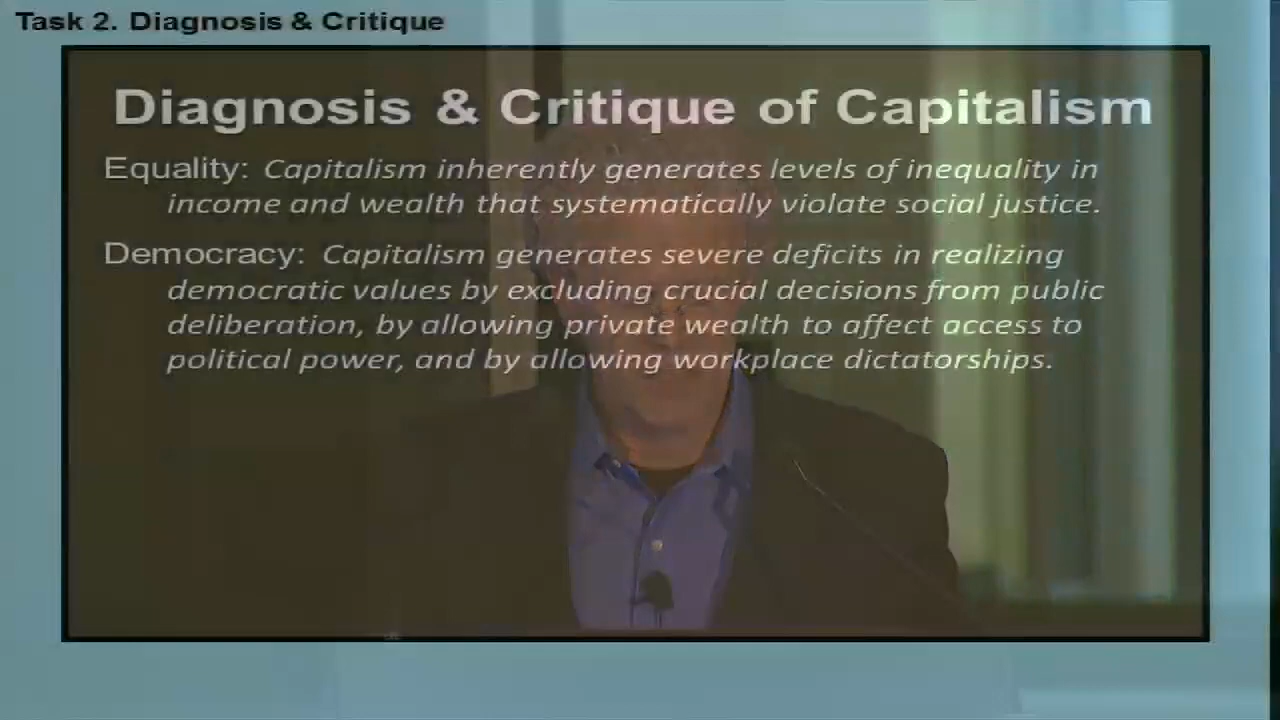 Task 2. Diagnosis & Critique
Diagnosis & Critique of Capitalism
Equality: Capitalism inherently generates levels of inequality in
income and wealth that systematically violate social justice.
Democracy: Capitalism generates severe deficits in realizing
democratic values by excluding crucial decisions from public
deliberation, by allowing private wealth to affect access to
political power, and by allowing workplace dictatorships.